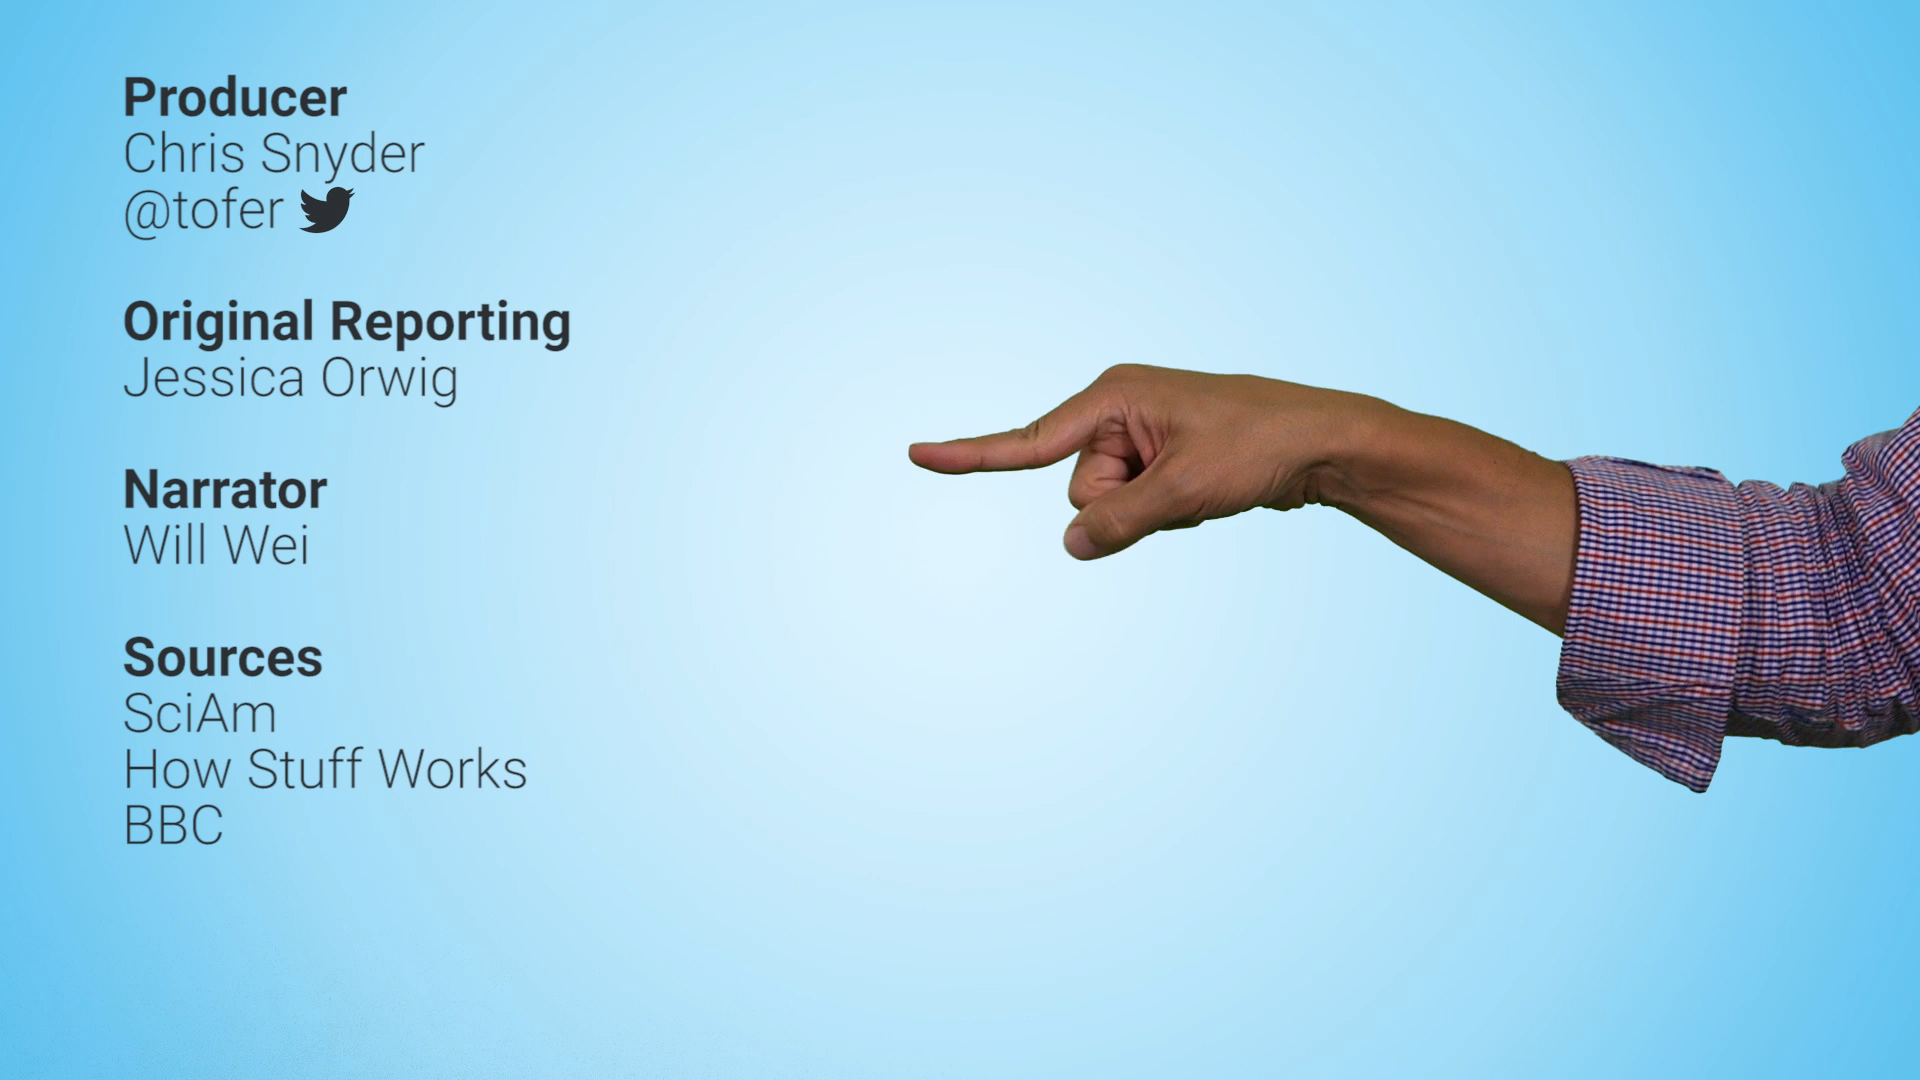 Producer
Chris Snyder
@tofer
Original Reporting
Jessica Orwig
Narrator
Will Wei
Sources
SciAm
How Stuff Works
BBC